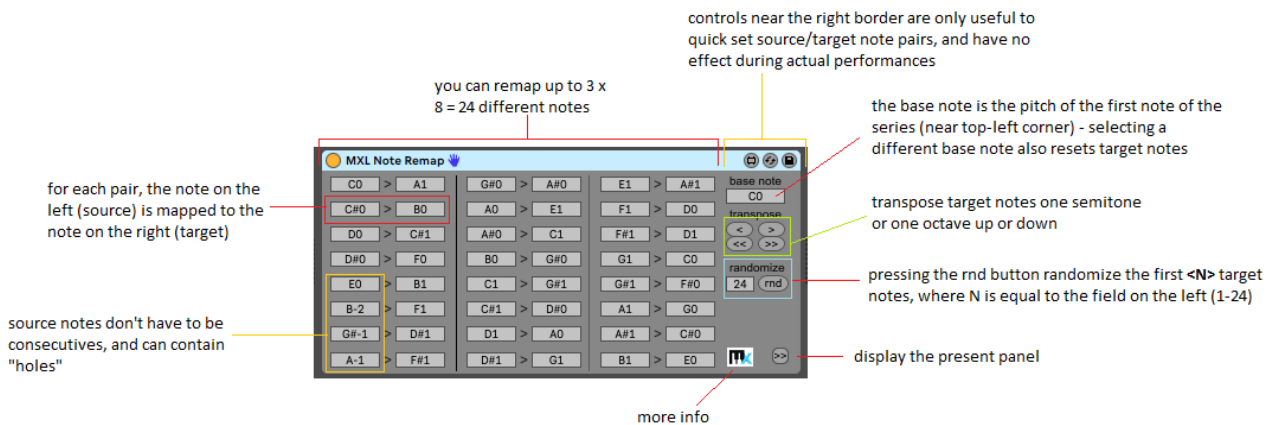 controls near the right border are only useful to
quick set source/target note pairs, and have no
effect during actual performances
you can remap up to 3 x
8 = 24 different notes
the base note is the pitch of the first note of the
series (near top-left corner) - selecting a
different base note also resets target notes
for each pair, the note on the
left (source) is mapped to the
note on the right (target)
transpose target notes one semitone
or one octave up or down
pressing the rnd button randomize the first <N> target
notes, where N is equal to the field on the left (1-24)
source notes don't have to be
consecutives, and can contain
"holes"
display the present panel
more info
MXL Note Remap
C0 > A1 G#0 > A#0 E1 > A#1 base note
C0
C#0 > B0 A0 > E1 F1 > D0 transpose
D0 > C#1 A#0 > C1 F#1 > D1 < >
<< >>
D#0 > F0 B0 > G#0 G1 > C0 randomize
E0 > B1 C1 > G#1 G#1 > F#0 24 rnd
B-2 > F1 C#1 > D#0 A1 > G0
G#-1 > D#1 D1 > A0 A#1 > C#0
A-1 > F#1 D#1 > G1 B1 > E0 mx >>